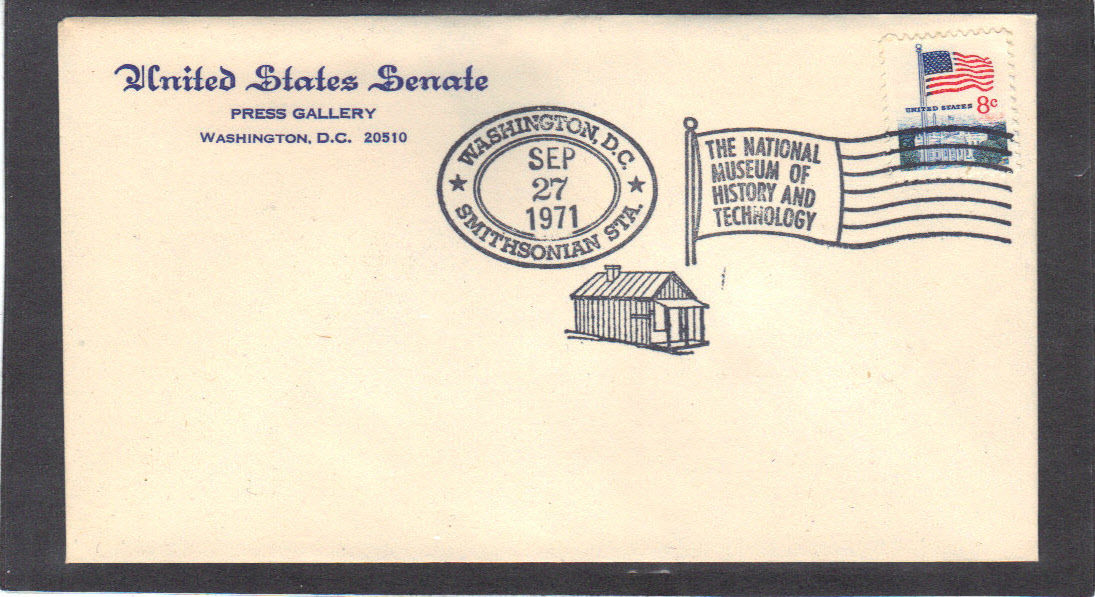 United States Senate
PRESS GALLERY
WASHINGTON, D.C. 20510
WASHINGTON, D.C.
SEP
27
1971
SMITHSONIAN STA.
THE NATIONAL
MUSEUM OF
HISTORY AND
TECHNOLOGY
UNITED STATES 8c